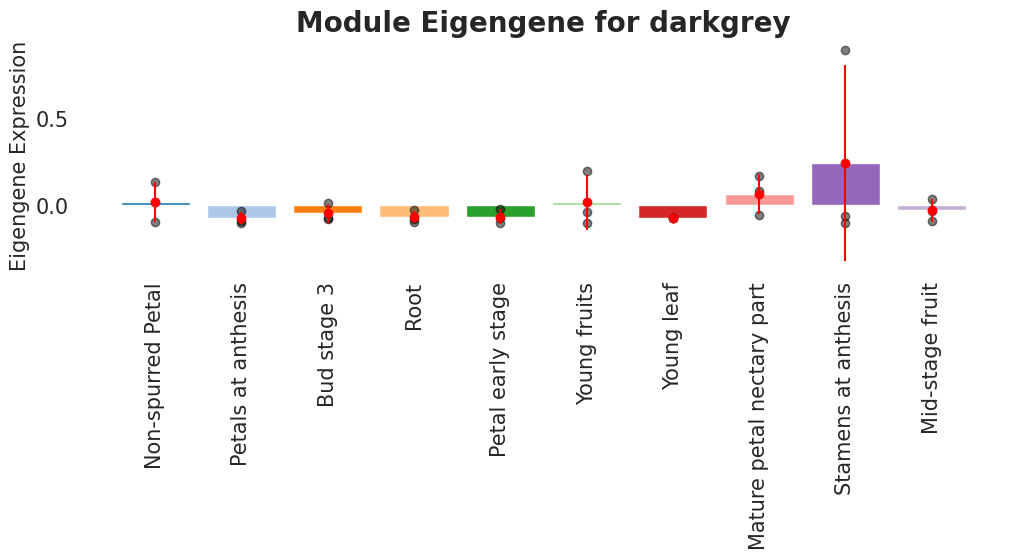 Module Eigengene for darkgrey
Eigengene Expression
0.5
0.0
Non-spurred Petal
Petals at anthesis
Bud stage 3
Root
Petal early stage
Young fruits
Young leaf
Mature petal nectary part
Stamens at anthesis
Mid-stage fruit